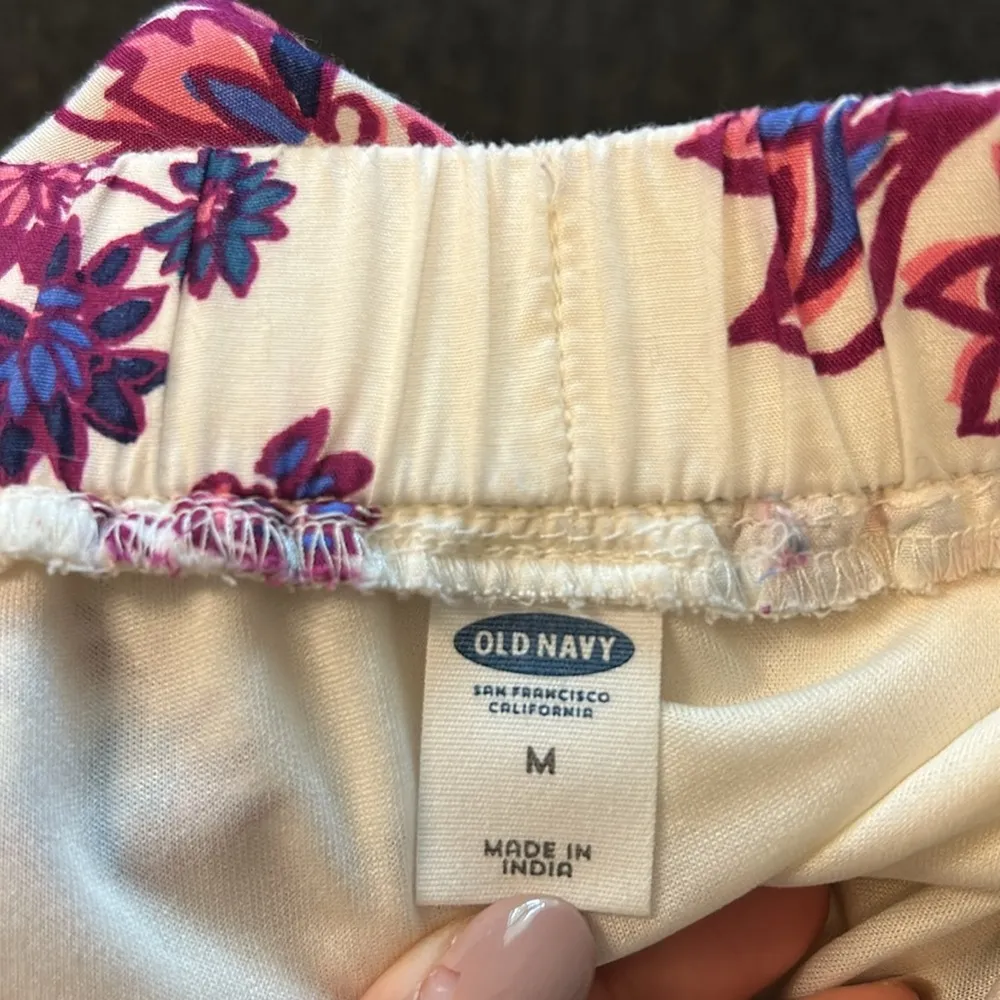 OLD NAVY
SAN FRANCISCO
CALIFORNIA
M
MADE IN
INDIA